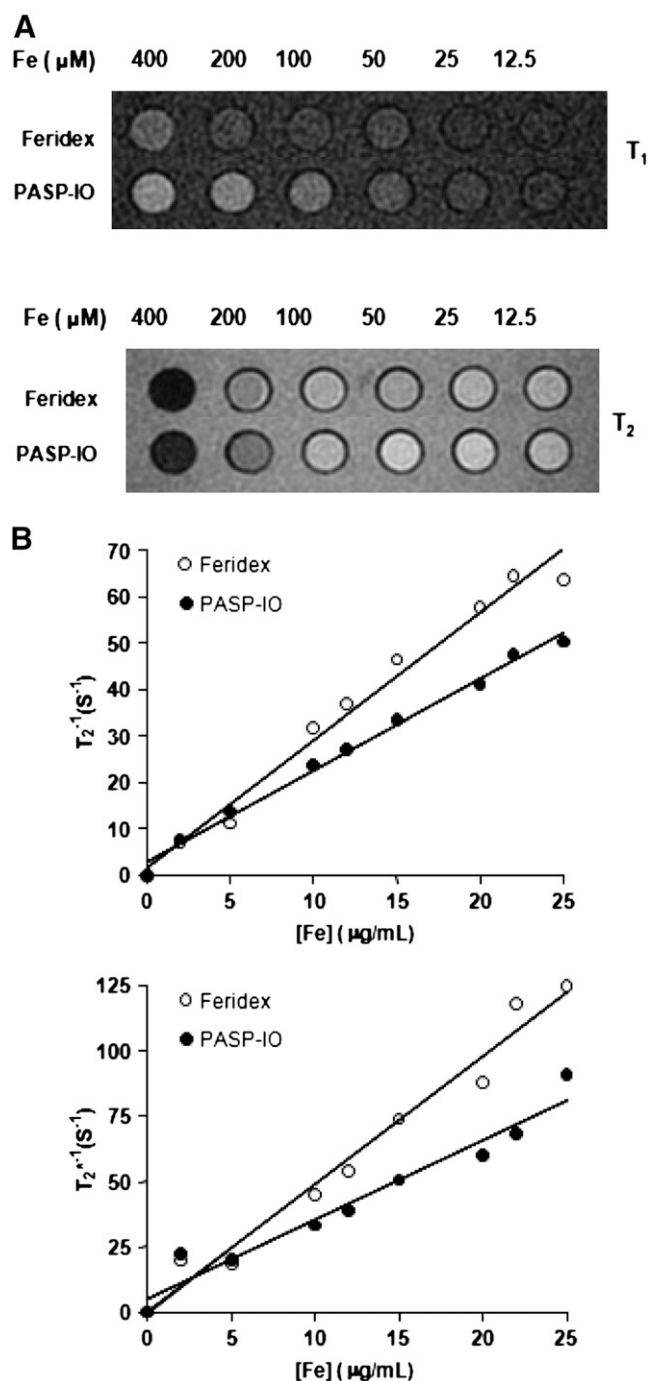 A
Fe ( µM) 400 200 100 50 25 12.5
Feridex
PASP-IO
T1
Fe ( µM) 400 200 100 50 25 12.5
Feridex
PASP-IO
T2
B
70
60
50
40
30
20
10
0
T2-1(S-1)
Feridex
PASP-IO
0 5 10 15 20 25
[Fe] ( µg/mL)
125
100
75
50
25
0
T2*-1(S-1)
Feridex
PASP-IO
0 5 10 15 20 25
[Fe] ( µg/mL)